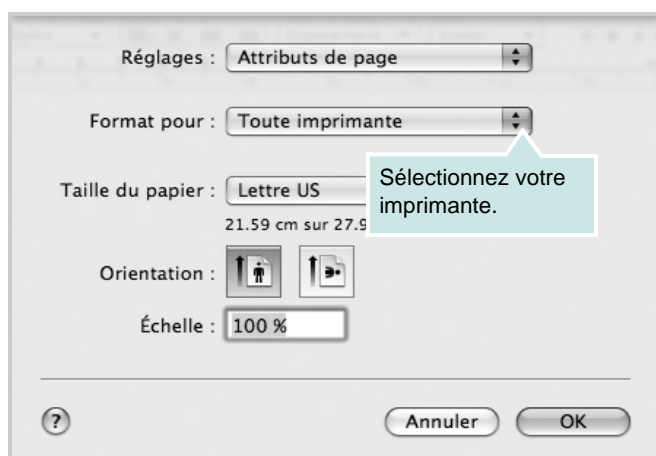 Réglages : Attributs de page
Format pour : Toute imprimante
Sélectionnez votre
imprimante.
Taille du papier : Lettre US
21.59 cm sur 27.9
Orientation :
Échelle : 100 %
?
Annuler OK